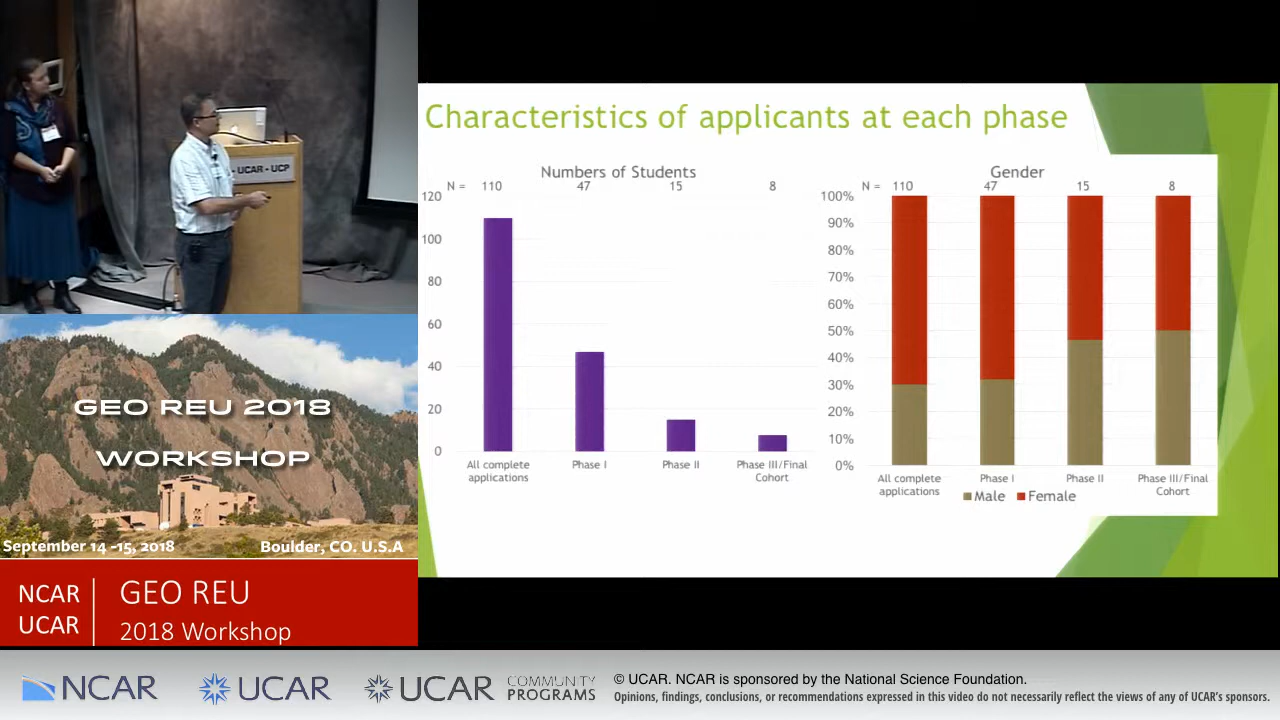 - UCAR - UCP
GEO REU 2018
WORKSHOP
September 14 -15, 2018
Boulder, CO. U.S.A
NCAR
UCAR
GEO REU
2018 Workshop
Characteristics of applicants at each phase
Numbers of Students
N = 110 47 15 8
120
100
80
60
40
20
0
All complete applications
Phase I
Phase II
Phase III/Final Cohort
Gender
N = 110 47 15 8
100%
90%
80%
70%
60%
50%
40%
30%
20%
10%
0%
All complete applications
Phase I
Phase II
Phase III/Final Cohort
Male Female
NCAR
UCAR
UCAR
COMMUNITY
PROGRAMS
© UCAR. NCAR is sponsored by the National Science Foundation.
Opinions, findings, conclusions, or recommendations expressed in this video do not necessarily reflect the views of any of UCAR's sponsors.